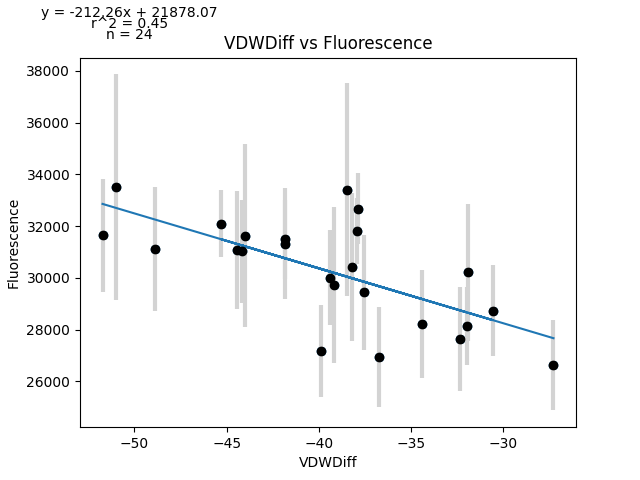 y = -212.26x + 21878.07
r^2 = 0.45
n = 24
VDWDiff vs Fluorescence
38000
36000
34000
32000
30000
28000
26000
Fluorescence
−50
−45
−40
−35
−30
VDWDiff